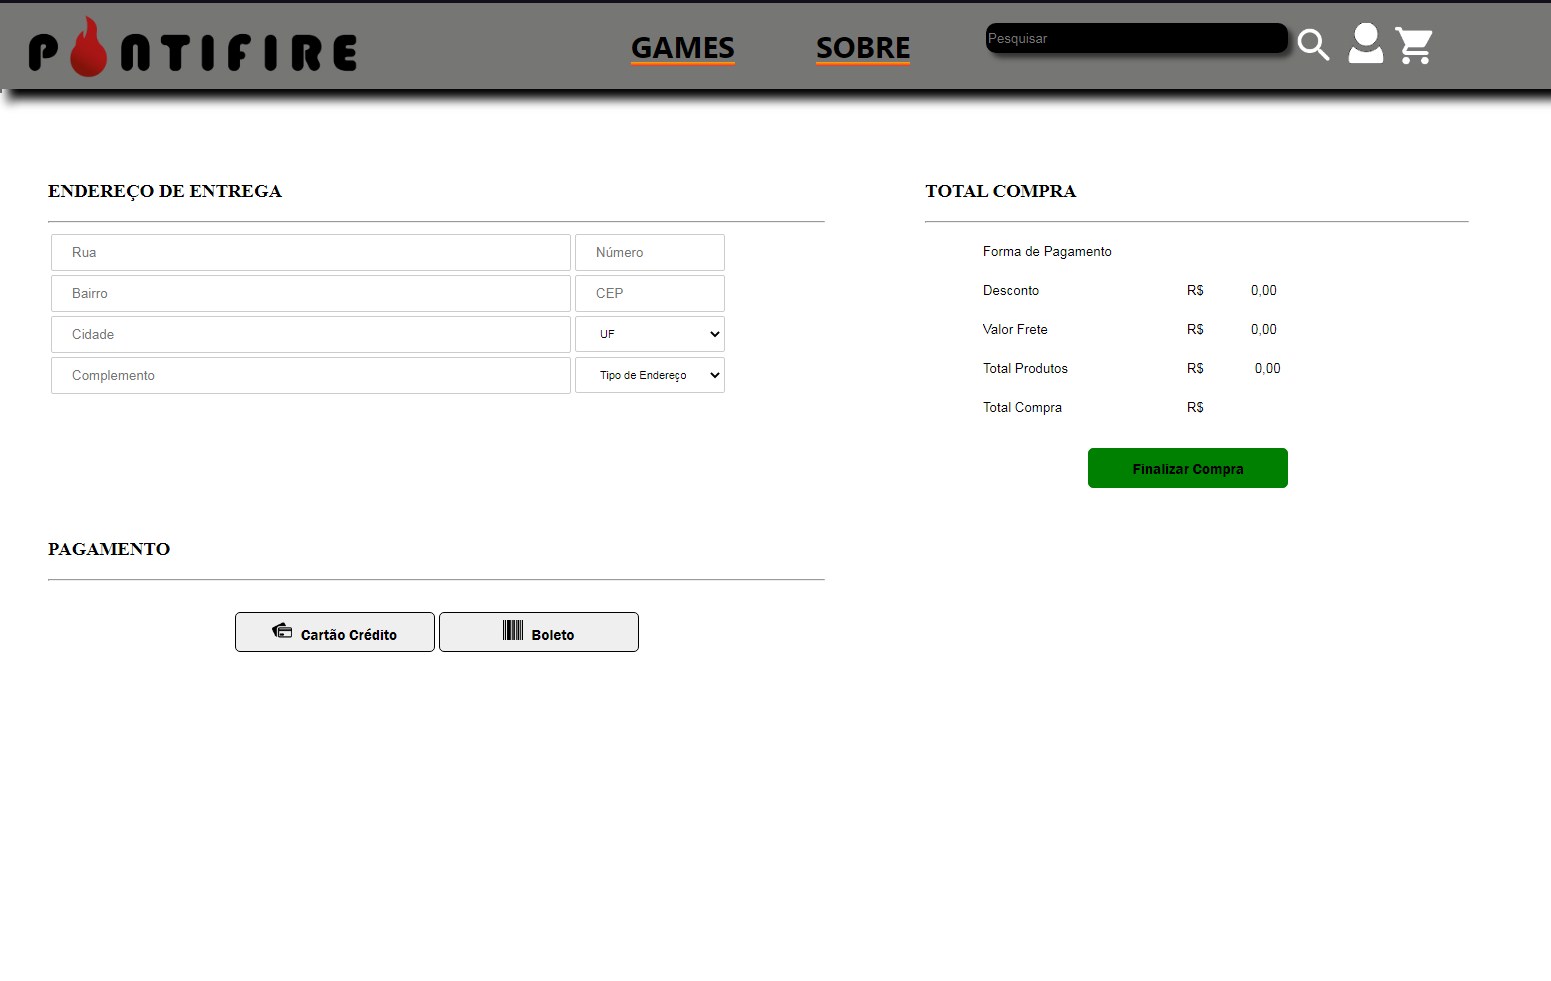 PONTIFIRE
GAMES
SOBRE
Pesquisar
ENDEREÇO DE ENTREGA
Rua
Número
Bairro
CEP
Cidade
UF
Complemento
Tipo de Endereço
TOTAL COMPRA
Forma de Pagamento
Desconto R$ 0,00
Valor Frete R$ 0,00
Total Produtos R$ 0,00
Total Compra R$
Finalizar Compra
PAGAMENTO
Cartão Crédito
Boleto